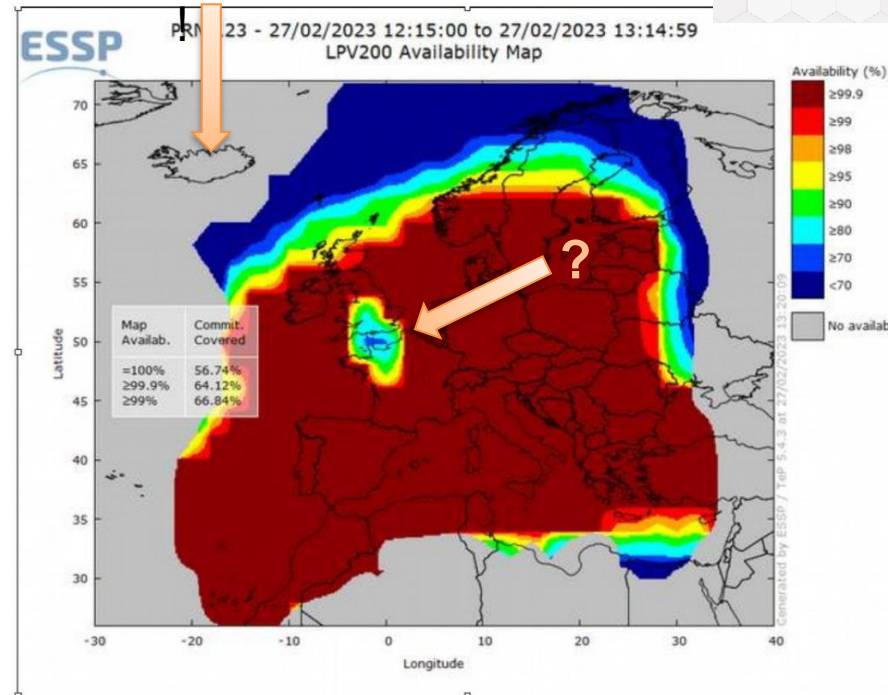 !
ESSP
PRN 123 - 27/02/2023 12:15:00 to 27/02/2023 13:14:59
LPV200 Availability Map
Availability (%)
≥99.9
≥99
≥98
≥95
≥90
≥80
≥70
<70
No availab
?
Map Availab.
Commit. Covered
=100% 56.74%
≥99.9% 64.12%
≥99% 66.84%
Latitude
70
65
60
55
50
45
40
35
30
-30 -20 -10 0 10 20 30 40
Longitude
Generated by ESSP / TeP 5.4.3 at 27/02/2023 13:20:09